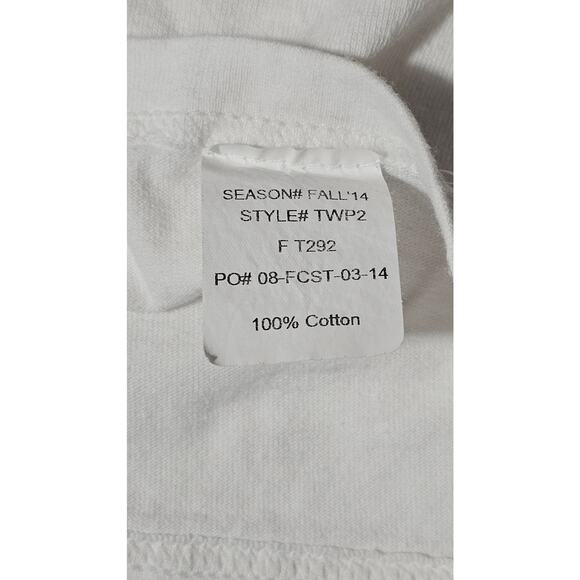 SEASON# FALL'14
STYLE# TWP2
F T292
PO# 08-FCST-03-14
100% Cotton